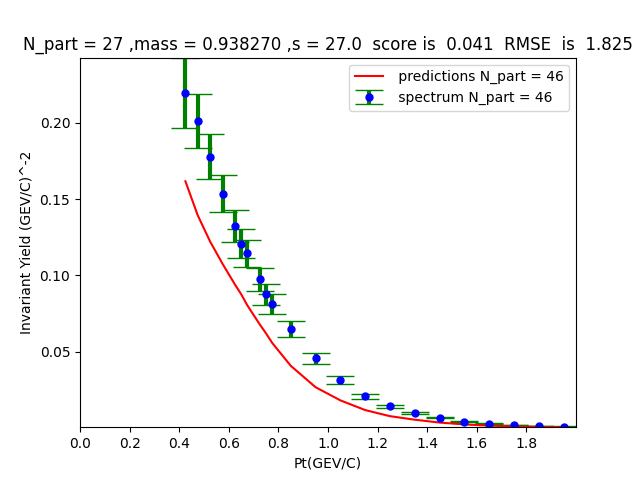 N_part = 27 ,mass = 0.938270 ,s = 27.0  score is  0.041  RMSE  is  1.825
predictions N_part = 46
spectrum N_part = 46
0.20
0.15
0.10
0.05
Invariant Yield (GEV/C)^-2
0.0 0.2 0.4 0.6 0.8 1.0 1.2 1.4 1.6 1.8
Pt(GEV/C)